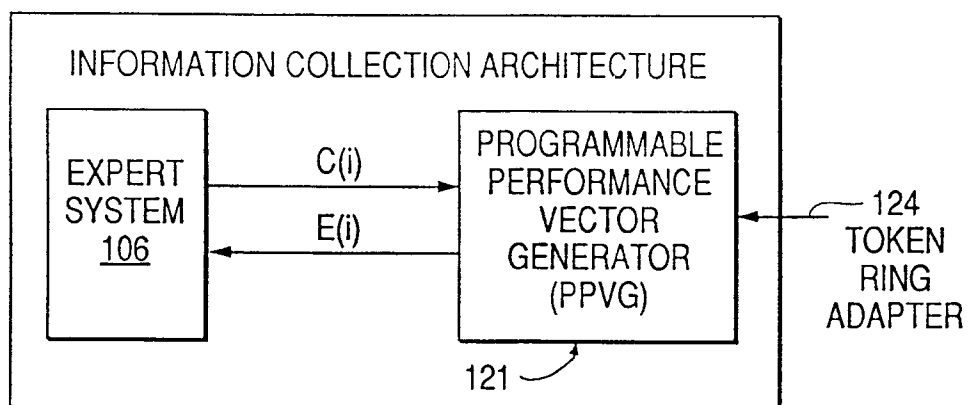 INFORMATION COLLECTION ARCHITECTURE
EXPERT
SYSTEM
106
C(i)
E(i)
PROGRAMMABLE
PERFORMANCE
VECTOR
GENERATOR
(PPVG)
121
124
TOKEN
RING
ADAPTER